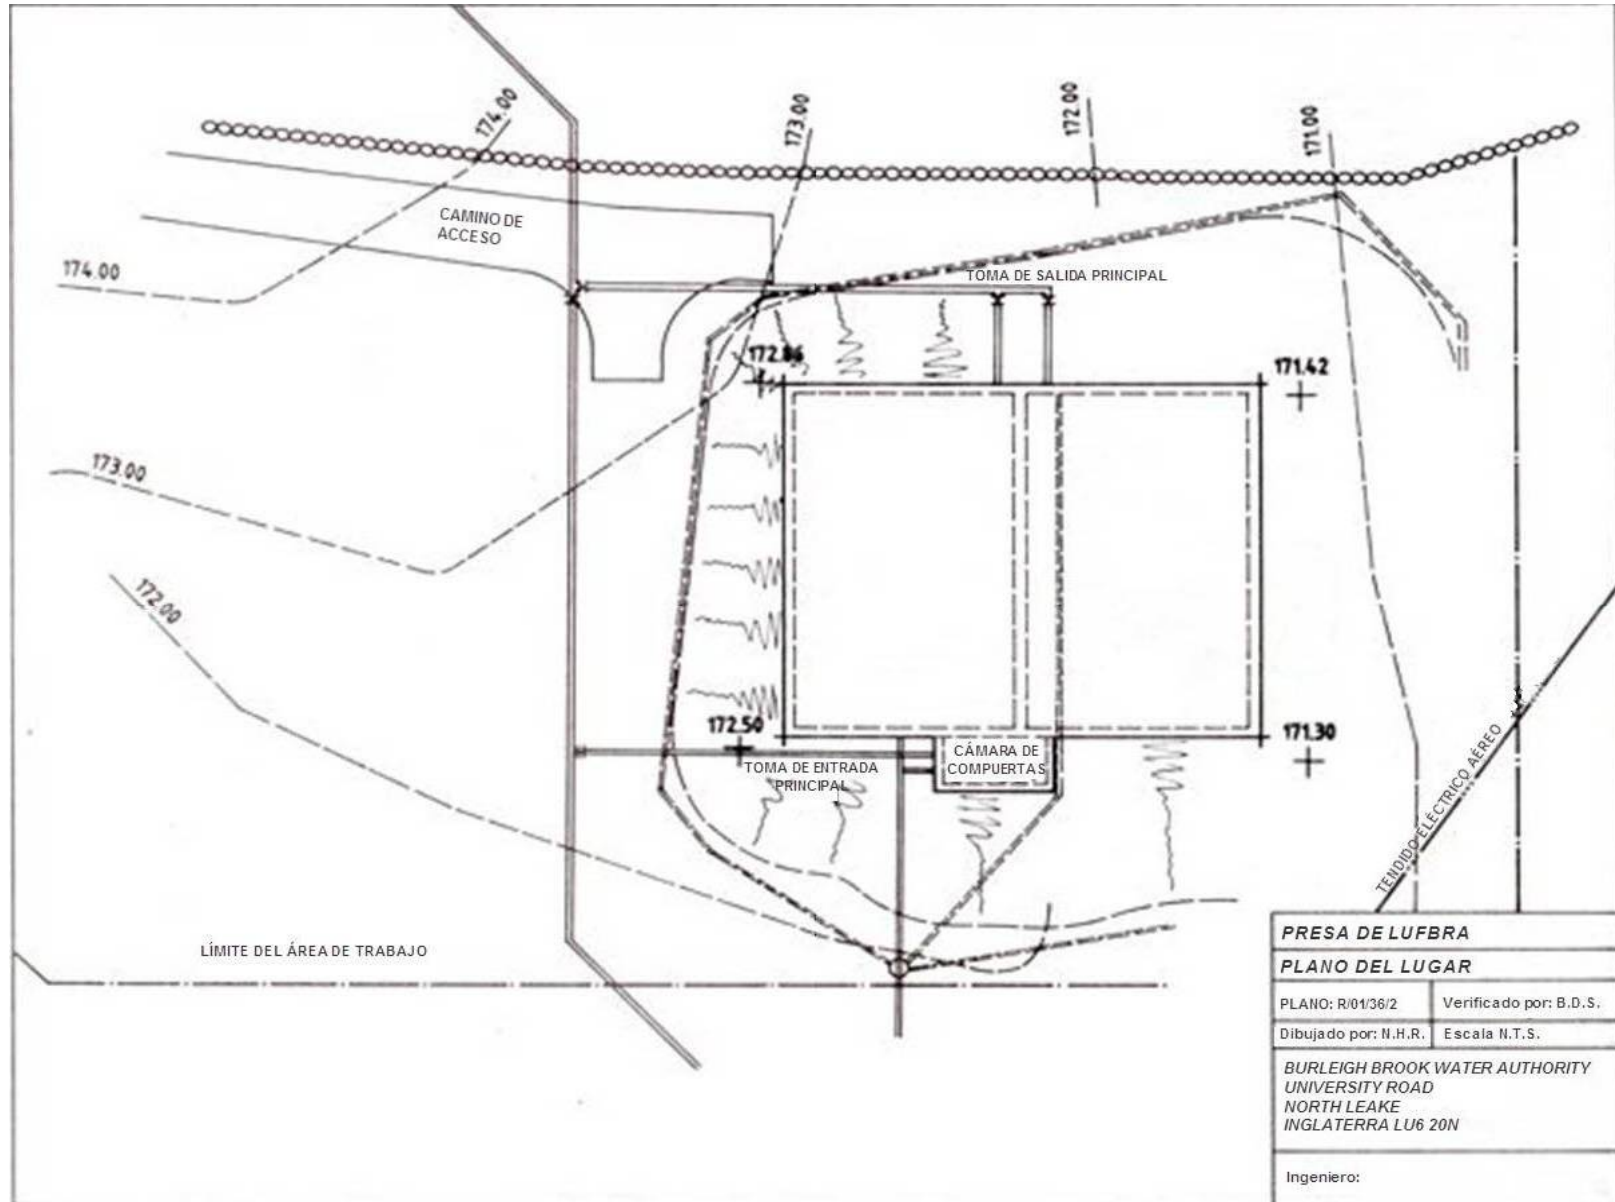 174.00
173.00
172.00
171.00
CAMINO DE
ACCESO
174.00
TOMA DE SALIDA PRINCIPAL
172.86
171.42
173.00
172.00
172.50
171.30
TOMA DE ENTRADA
PRINCIPAL
CÁMARA DE
COMPUERTAS
TENDIDO ELÉCTRICO AÉREO
LÍMITE DEL ÁREA DE TRABAJO
PRESA DE LUFBRA
PLANO DEL LUGAR
PLANO: R/01/36/2
Verificado por: B.D.S.
Dibujado por: N.H.R.
Escala N.T.S.
BURLEIGH BROOK WATER AUTHORITY
UNIVERSITY ROAD
NORTH LEAKE
INGLATERRA LU6 20N
Ingeniero: